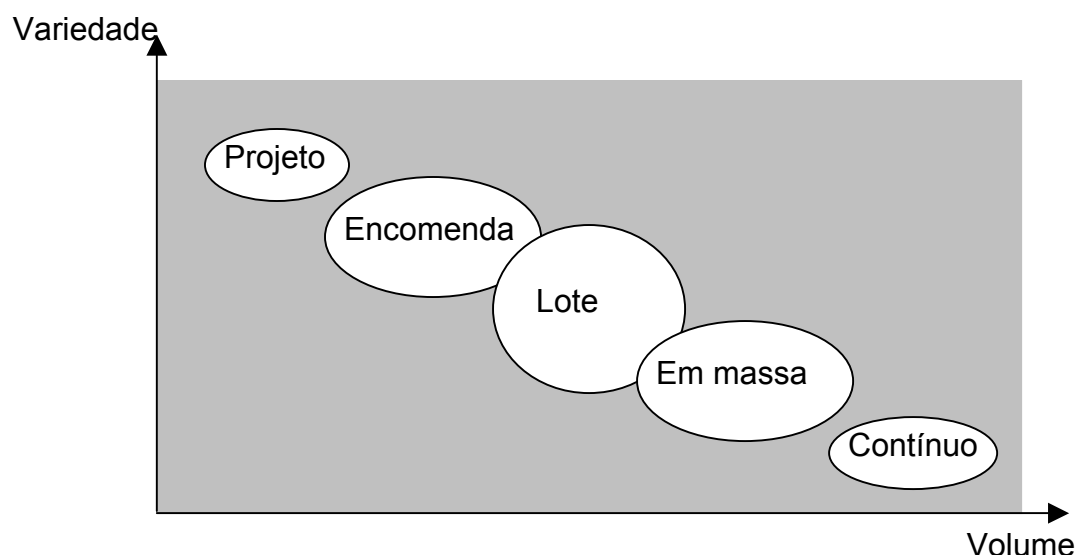 Variedade
Projeto
Encomenda
Lote
Em massa
Contínuo
Volume